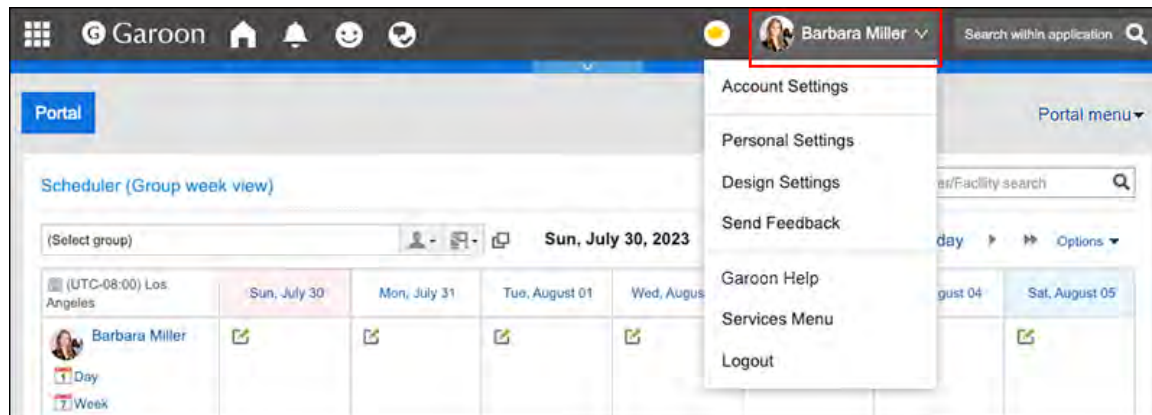 Garoon
Barbara Miller
Search within application
Account Settings
Portal
Portal menu
Personal Settings
Scheduler (Group week view)
Design Settings
search
Send Feedback
(Select group)
Sun, July 30, 2023
day
Options
Garoon Help
(UTC-08:00) Los Angeles
Sun, July 30
Mon, July 31
Tue, August 01
Wed, Augus
gust 04
Sat, August 05
Services Menu
Barbara Miller
Logout
Day
Week